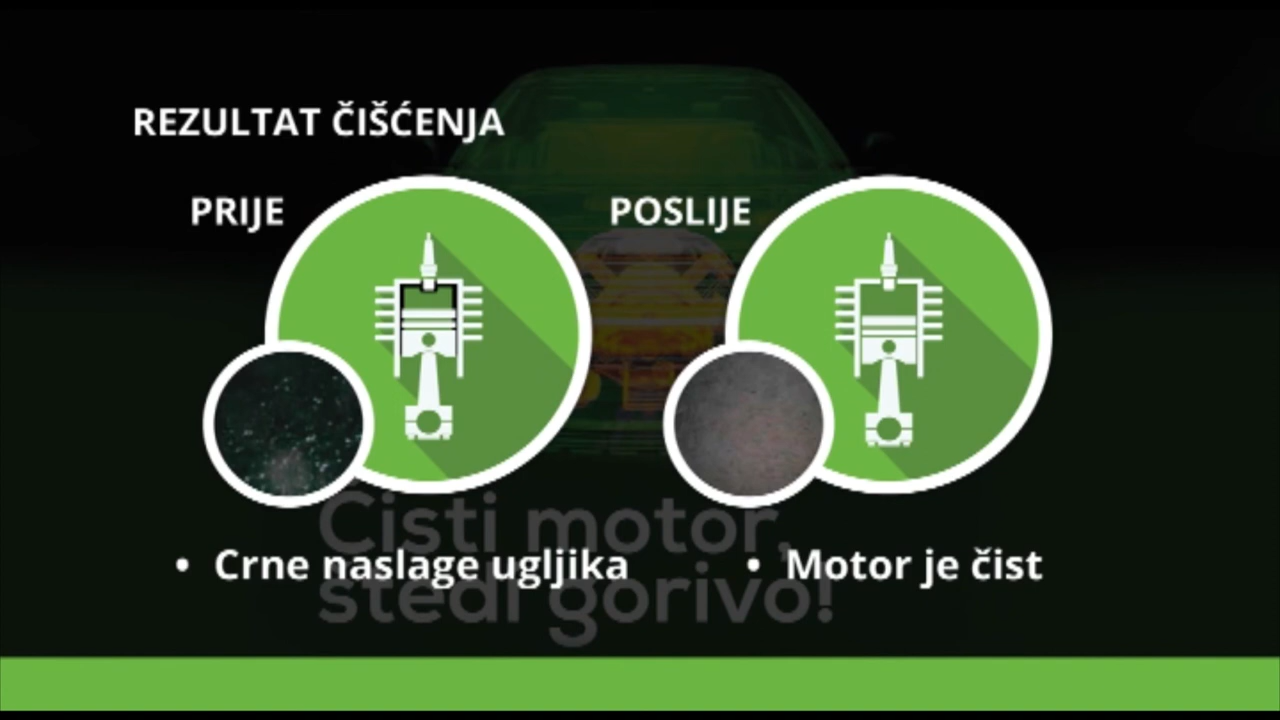 REZULTAT ČIŠĆENJA
PRIJE
POSLIJE
• Crne naslage ugljika
• Motor je čist
Čisti motor,
štedi gorivo!